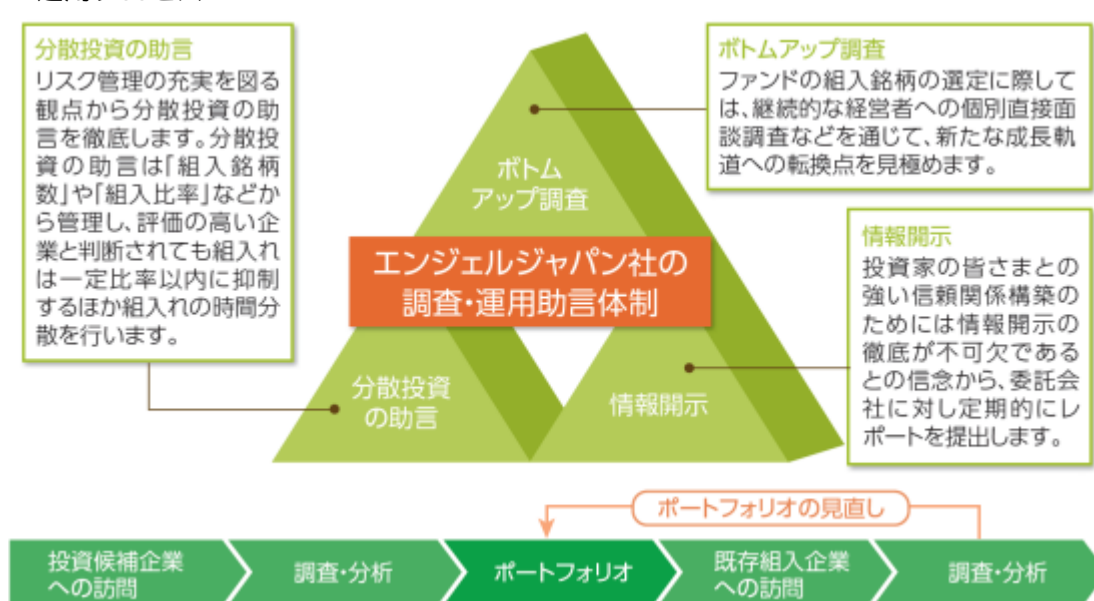 分散投資の助言
リスク管理の充実を図る
観点から分散投資の助
言を徹底します。分散投
資の助言は「組入銘柄
数」や「組入比率」などか
ら管理し、評価の高い企
業と判断されても組入れ
は一定比率以内に抑制
するほか組入れの時間分
散を行います。
ボトムアップ調査
ファンドの組入銘柄の選定に際して
は、継続的な経営者への個別直接面
談調査などを通じて、新たな成長軌
道への転換点を見極めます。
ボトム
アップ調査
エンジェルジャパン社の
調査・運用助言体制
情報開示
投資家の皆さまとの
強い信頼関係構築の
ためには情報開示の
徹底が不可欠である
との信念から、委託会
社に対し定期的にレ
ポートを提出します。
分散投資
の助言
情報開示
ポートフォリオの見直し
投資候補企業
への訪問
調査・分析
ポートフォリオ
既存組入企業
への訪問
調査・分析